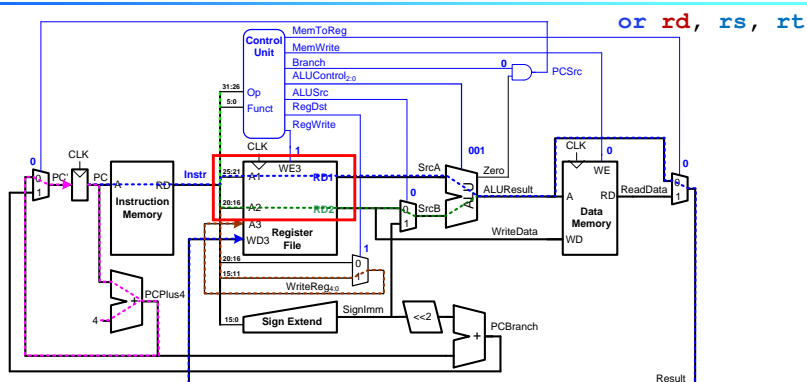 or rd, rs, rt
MemToReg
Control
Unit
MemWrite
Branch
0
PCSrc
ALUControl2:0
31:26
Op
ALUSrc
5:0
Funct
RegDst
RegWrite
CLK
1
001
CLK
0
0
CLK
0
PC'
PC
1
A
RD
Instruction
Memory
Instr
25:21
A1
WE3
RD1
20:16
A2
RD2
A3
WD3
Register
File
0
0
1
SrcA
SrcB
ALU
Zero
ALUResult
WriteData
WE
A
RD
Data
Memory
WD
ReadData
0
1
20:16
0
1
15:11
1
WriteReg4:0
PCPlus4
4
+
15:0
Sign Extend
SignImm
<<2
+
PCBranch
Result